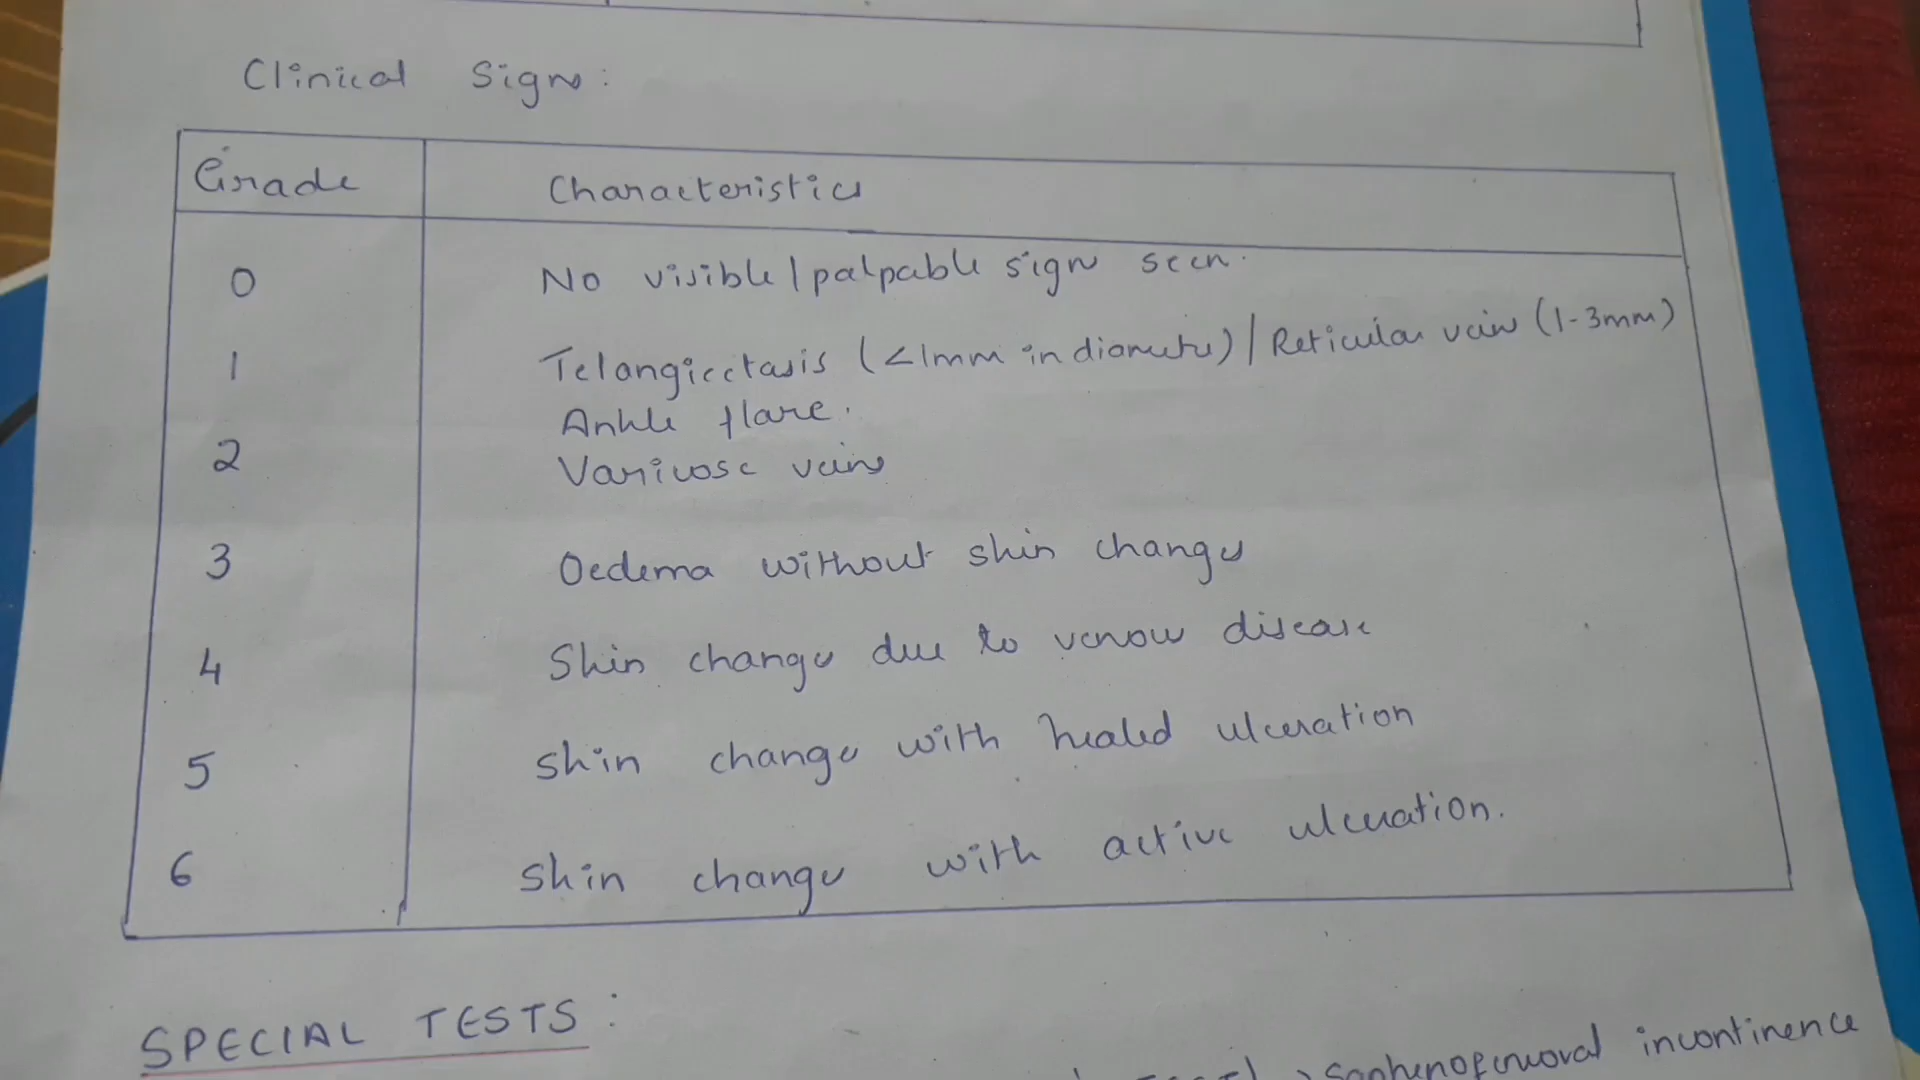 Clinical Signs:
Grade Characteristics
0 No visible/palpable signs seen.
1 Telangiectasis (<1mm in diameter)/Reticular veins (1-3mm)
Ankle flare.
2 Varicose veins
3 Oedema without skin changes
4 Skin changes due to venous disease
5 Skin changes with healed ulceration
6 Skin changes with active ulceration.
SPECIAL TESTS:
saphenofemoral incontinence